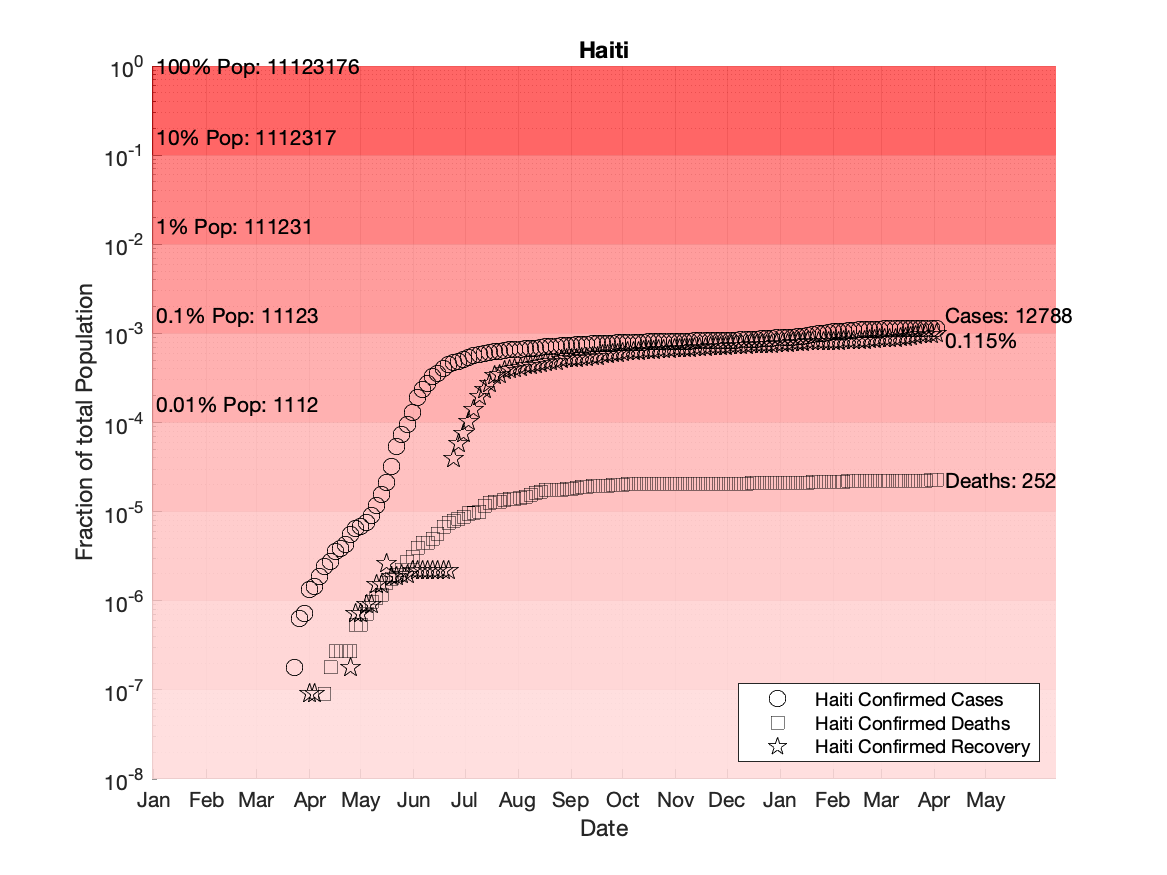 Haiti
10^0
100% Pop: 11123176
10% Pop: 1112317
10^-1
1% Pop: 111231
10^-2
0.1% Pop: 11123
Cases: 12788
10^-3
0.115%
0.01% Pop: 1112
10^-4
Deaths: 252
10^-5
10^-6
10^-7
10^-8
Fraction of total Population
Haiti Confirmed Cases
Haiti Confirmed Deaths
Haiti Confirmed Recovery
Jan Feb Mar Apr May Jun Jul Aug Sep Oct Nov Dec Jan Feb Mar Apr May
Date